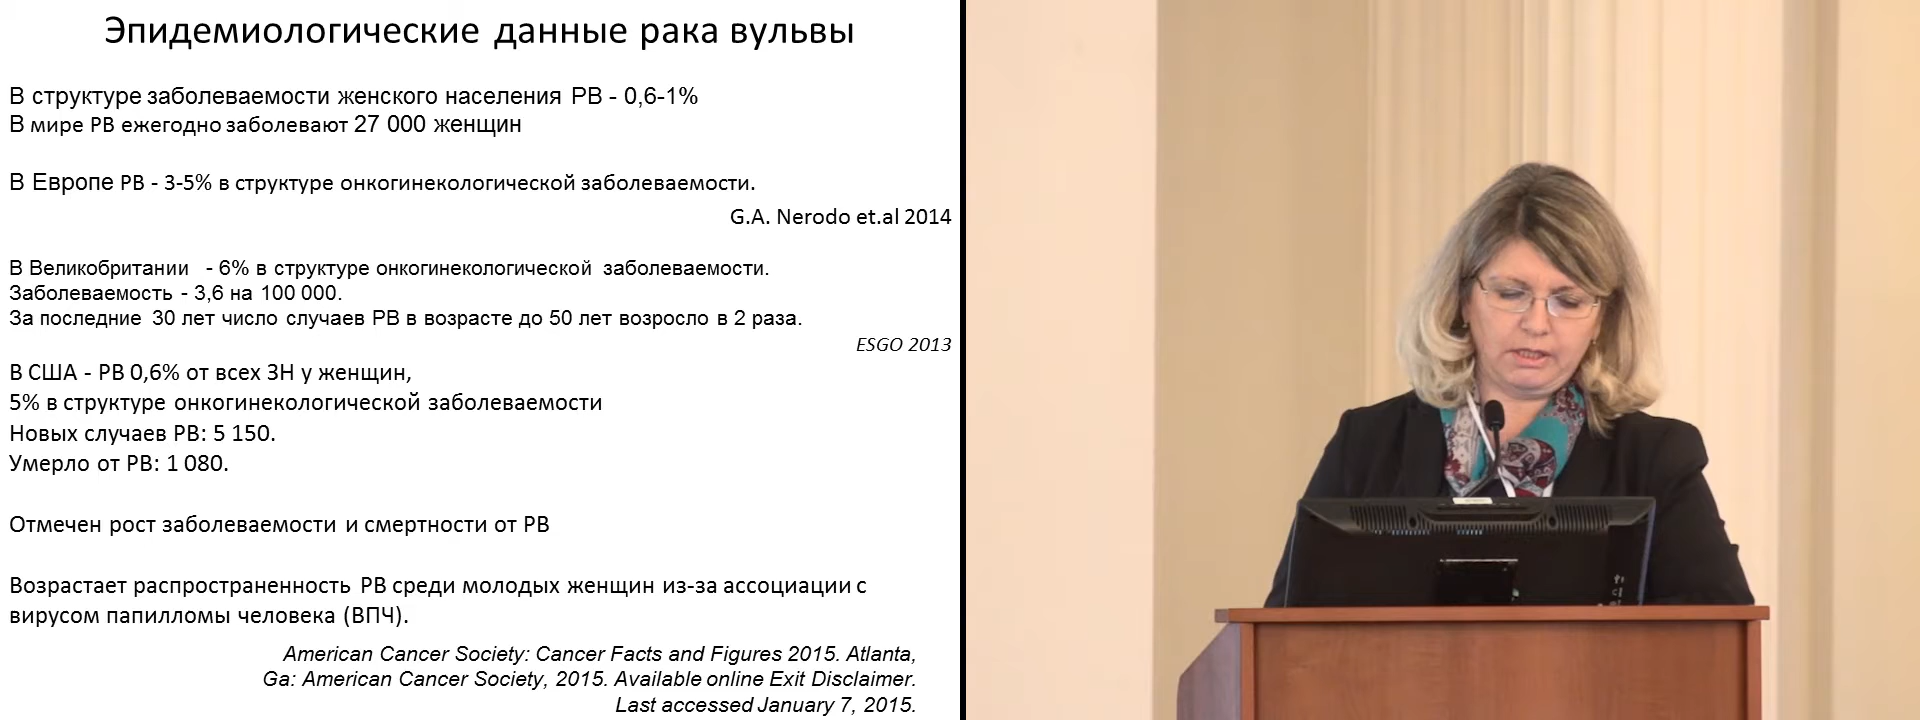 Эпидемиологические данные рака вульвы
В структуре заболеваемости женского населения РВ - 0,6-1%
В мире РВ ежегодно заболевают 27 000 женщин
В Европе РВ - 3-5% в структуре онкогинекологической заболеваемости.
G.A. Nerodo et.al 2014
В Великобритании - 6% в структуре онкогинекологической заболеваемости.
Заболеваемость - 3,6 на 100 000.
За последние 30 лет число случаев РВ в возрасте до 50 лет возросло в 2 раза.
ESGO 2013
В США - РВ 0,6% от всех ЗН у женщин,
5% в структуре онкогинекологической заболеваемости
Новых случаев РВ: 5 150.
Умерло от РВ: 1 080.
Отмечен рост заболеваемости и смертности от РВ
Возрастает распространенность РВ среди молодых женщин из-за ассоциации с
вирусом папилломы человека (ВПЧ).
American Cancer Society: Cancer Facts and Figures 2015. Atlanta,
Ga: American Cancer Society, 2015. Available online Exit Disclaimer.
Last accessed January 7, 2015.